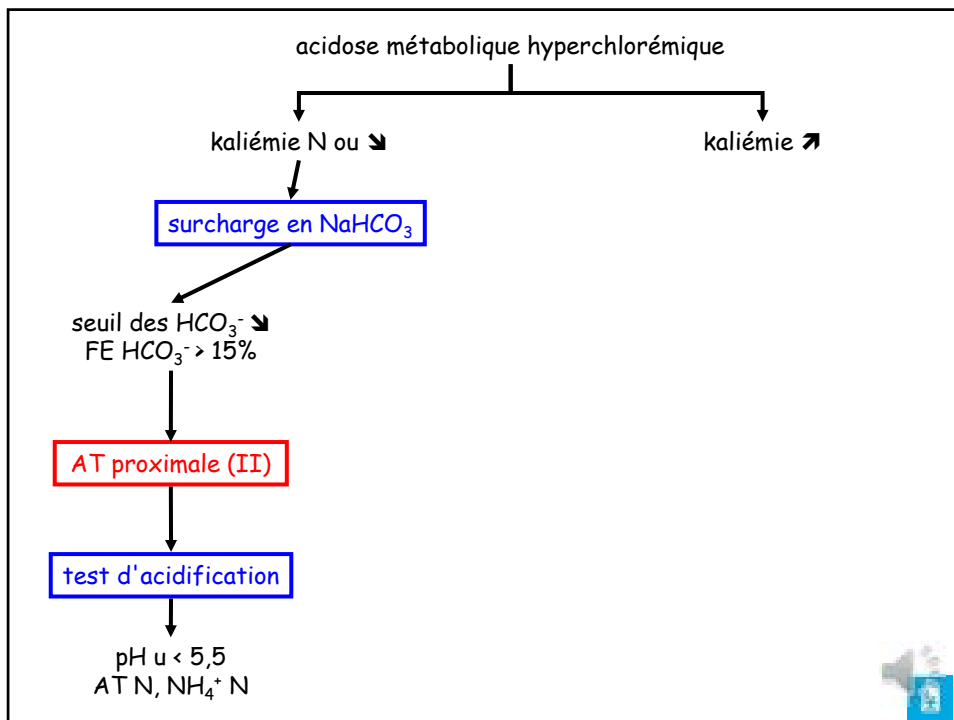 acidose métabolique hyperchlorémique
kaliémie N ou ⬊
kaliémie ⬈
surcharge en NaHCO₃
seuil des HCO₃⁻ ⬊
FE HCO₃⁻ > 15%
AT proximale (II)
test d'acidification
pH u < 5,5
AT N, NH₄⁺ N